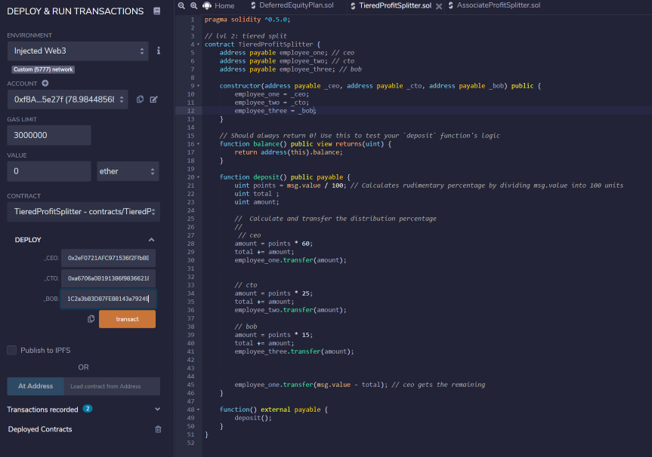 DEPLOY & RUN TRANSACTIONS
ENVIRONMENT
Injected Web3
Custom (5777) network
ACCOUNT
0xf8A...5e27f (78.9844856
GAS LIMIT
3000000
VALUE
0
ether
CONTRACT
TieredProfitSplitter - contracts/TieredP
DEPLOY
_CEO:
_CTO:
_BOB:
transact
Publish to IPFS
OR
At Address
Load contract from Address
Transactions recorded 2
Deployed Contracts
Home
DeferredEquityPlan.sol
TieredProfitSplitter.sol
AssociateProfitSplitter.sol
1 pragma solidity ^0.5.0;
2
3 // lvl 2: tiered split
4 contract TieredProfitSplitter {
5 address payable employee_one; // ceo
6 address payable employee_two; // cto
7 address payable employee_three; // bob
8
9 constructor(address payable _ceo, address payable _cto, address payable _bob) public {
10 employee_one = _ceo;
11 employee_two = _cto;
12 employee_three = _bob;
13 }
14
15 // Should always return 0! Use this to test your `deposit` function's logic
16 function balance() public view returns(uint) {
17 return address(this).balance;
18 }
19
20 function deposit() public payable {
21 uint points = msg.value / 100; // Calculates rudimentary percentage by dividing msg.value into 100 units
22 uint total ;
23 uint amount;
24
25 // Calculate and transfer the distribution percentage
26 //
27 // ceo
28 amount = points * 60;
29 total += amount;
30 employee_one.transfer(amount);
31
32
33 // cto
34 amount = points * 25;
35 total += amount;
36 employee_two.transfer(amount);
37
38 // bob
39 amount = points * 15;
40 total += amount;
41 employee_three.transfer(amount);
42
43
44
45 employee_one.transfer(msg.value - total); // ceo gets the remaining
46 }
47
48 function() external payable {
49 deposit();
50 }
51 }
52